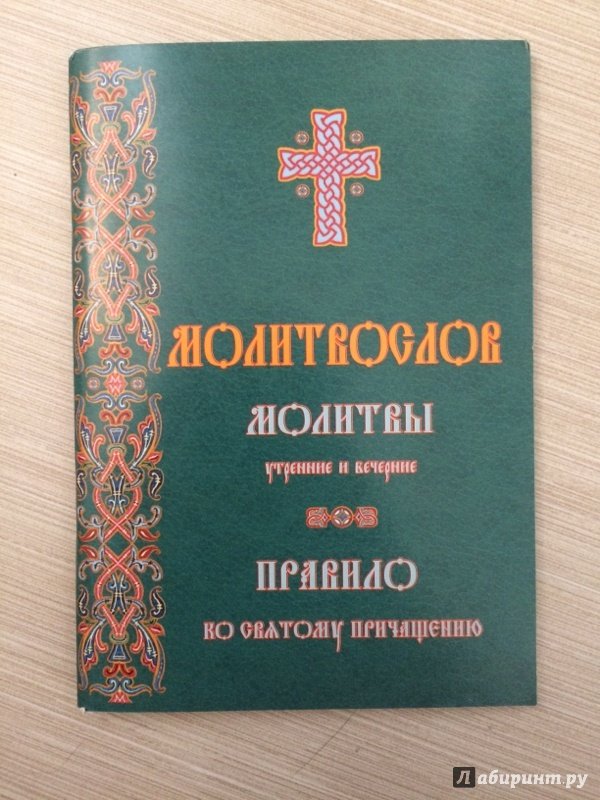 МОЛИТВОСЛОВ
МОЛИТВЫ
УТРЕННИЕ И ВЕЧЕРНИЕ
ПРАВИЛО
КО СВЯТОМУ ПРИЧАЩЕНИЮ
Лабиринт.ру